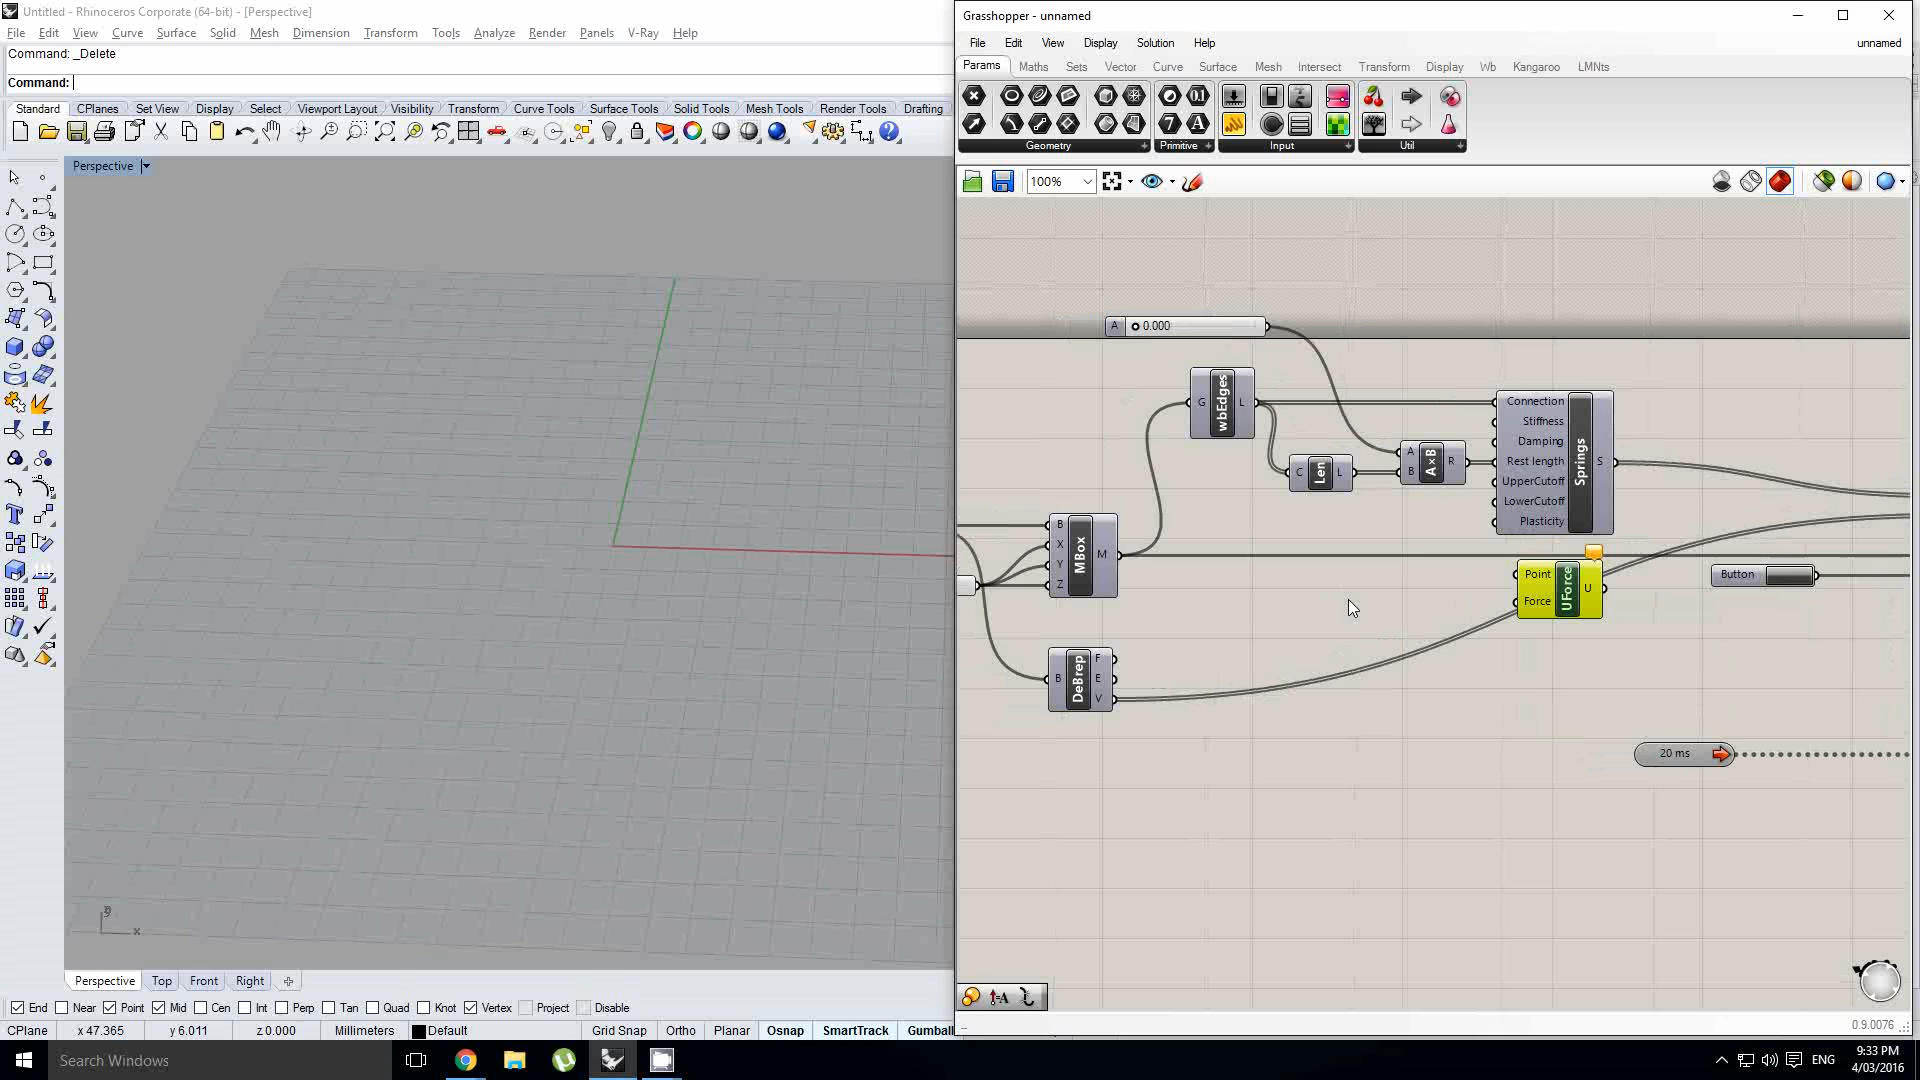 Untitled - Rhinoceros Corporate (64-bit) - [Perspective]
File Edit View Curve Surface Solid Mesh Dimension Transform Tools Analyze Render Panels V-Ray Help
Command: _Delete
Command:
Standard CPlanes Set View Display Select Viewport Layout Visibility Transform Curve Tools Surface Tools Solid Tools Mesh Tools Render Tools Drafting
Perspective
y
x
Perspective Top Front Right
End Near Point Mid Cen Int Perp Tan Quad Knot Vertex Project Disable
CPlane x 47.365 y 6.011 z 0.000 Millimeters Default Grid Snap Ortho Planar Osnap SmartTrack Gumball
Grasshopper - unnamed
File Edit View Display Solution Help unnamed
Params Maths Sets Vector Curve Surface Mesh Intersect Transform Display Wb Kangaroo LMNts
Geometry Primitive Input Util
100%
A 0.000
G wbEdges L
C Len L
A B A×B R
Connection
Stiffness
Damping
Rest length
UpperCutoff
LowerCutoff
Plasticity
Springs S
B X Y Z MBox M
Point
Force
UForce U
Button
B DeBrep F E V
20 ms
0.9.0076
Search Windows
ENG
9:33 PM
4/03/2016